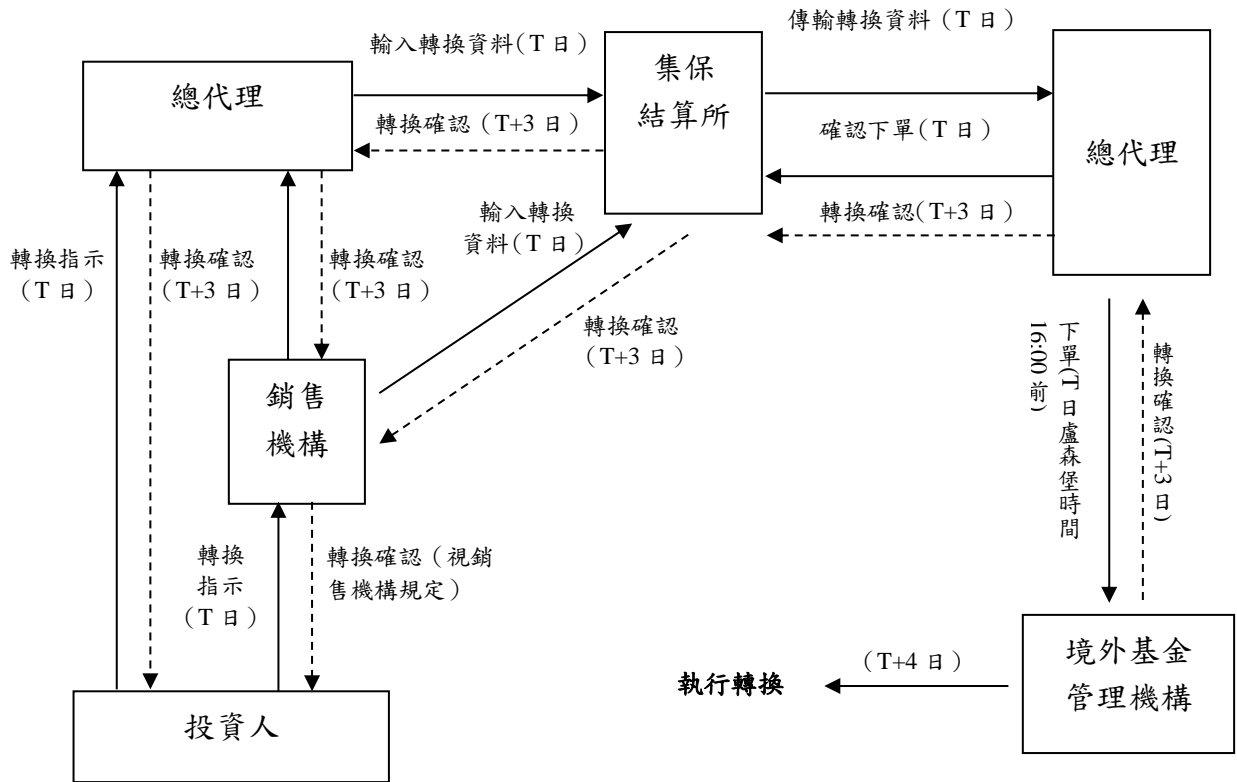 傳輸轉換資料（T 日）
輸入轉換資料（T 日）
集保
結算所
總代理
轉換確認（T+3 日）
確認下單（T 日）
總代理
轉換確認（T+3 日）
輸入轉換
資料（T 日）
轉換指示
（T 日）
轉換確認
（T+3 日）
轉換確認
（T+3 日）
轉換確認
（T+3 日）
下單(T 日盧森堡時間
16:00 前)
轉換確認(T+3 日)
銷售
機構
轉換
指示
（T 日）
轉換確認（視銷
售機構規定）
（T+4 日）
執行轉換
境外基金
管理機構
投資人